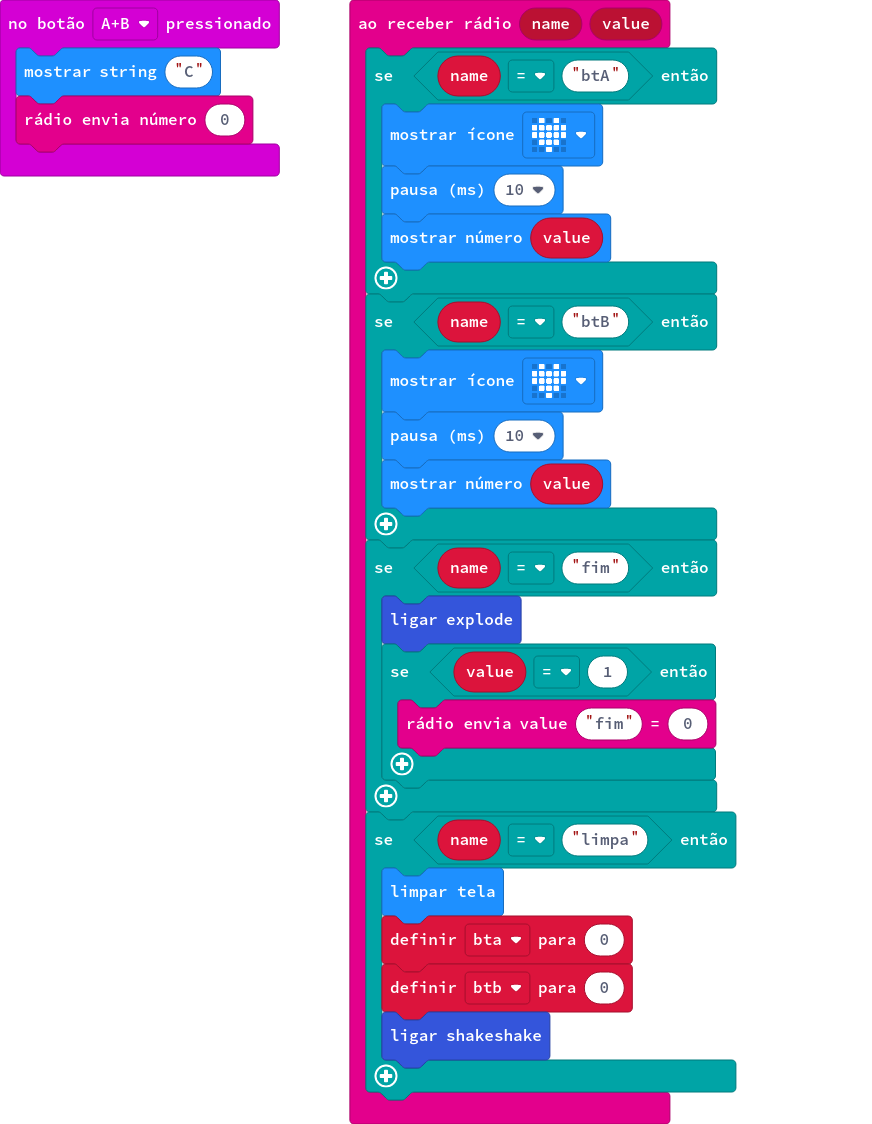 no botão A+B pressionado
mostrar string "C"
rádio envia número 0
ao receber rádio name value
se name = "btA" então
mostrar ícone
pausa (ms) 10
mostrar número value
se name = "btB" então
mostrar ícone
pausa (ms) 10
mostrar número value
se name = "fim" então
ligar explode
se value = 1 então
rádio envia value "fim" = 0
se name = "limpa" então
limpar tela
definir bta para 0
definir btb para 0
ligar shakeshake